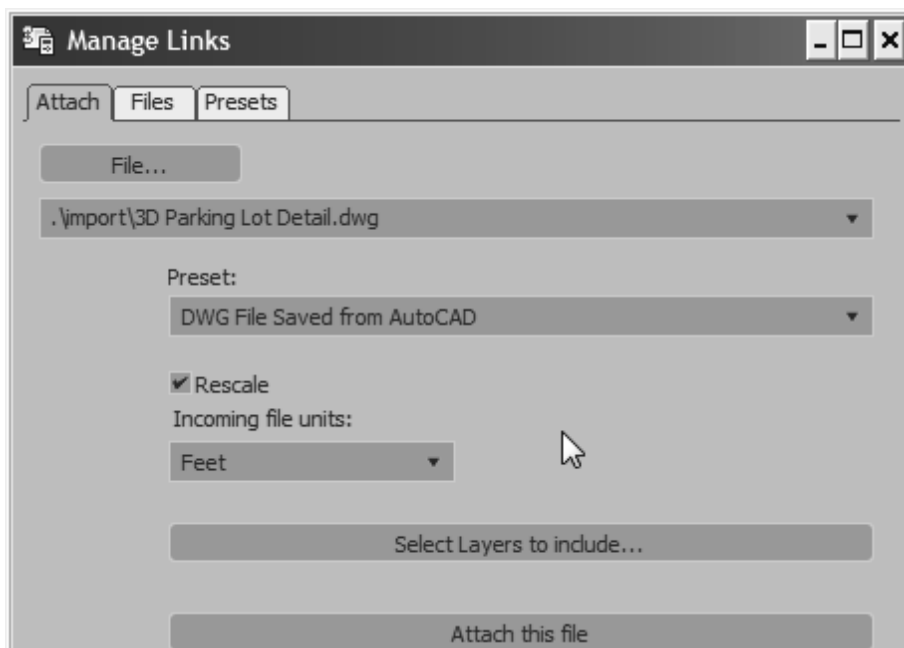 Manage Links
Attach Files Presets
File...
.\import\3D Parking Lot Detail.dwg
Preset:
DWG File Saved from AutoCAD
Rescale
Incoming file units:
Feet
Select Layers to include...
Attach this file